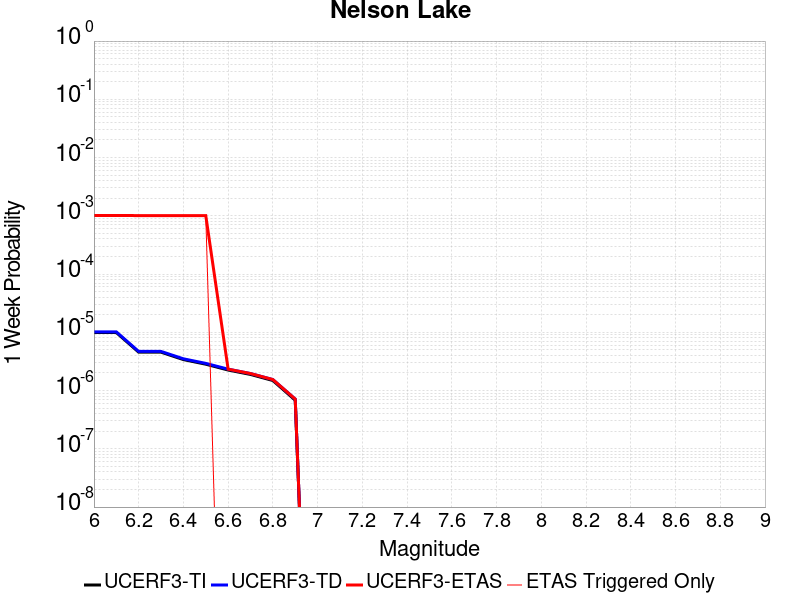 Nelson Lake
10^0
10^-1
10^-2
10^-3
10^-4
10^-5
10^-6
10^-7
10^-8
1 Week Probability
6 6.2 6.4 6.6 6.8 7 7.2 7.4 7.6 7.8 8 8.2 8.4 8.6 8.8 9
Magnitude
UCERF3-TI UCERF3-TD UCERF3-ETAS ETAS Triggered Only